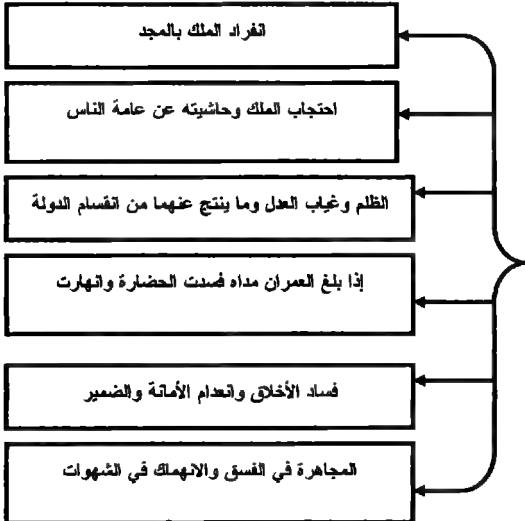 انفراد الملك بالمجد
احتجاب الملك وحاشيته عن عامة الناس
الظلم وغياب العدل وما ينتج عنهما من انقسام الدولة
إذا بلغ العمران مداه فسدت الحضارة وانهارت
فساد الأخلاق وانعدام الأمانة والضمير
المجاهرة في الفسق والانهماك في الشهوات